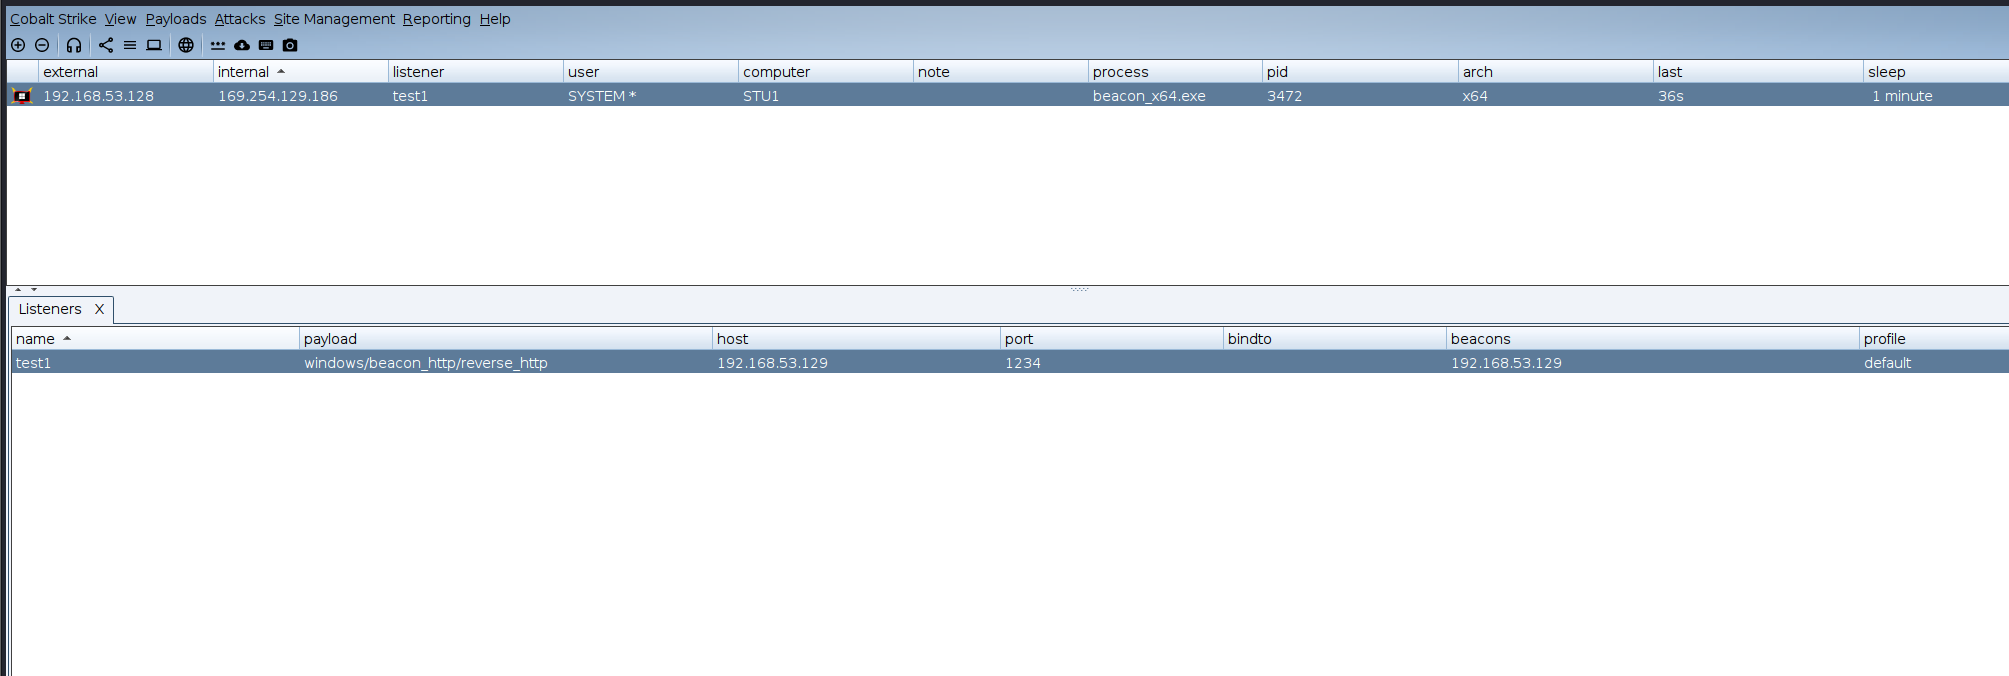 Cobalt Strike View Payloads Attacks Site Management Reporting Help
external internal listener user computer note process pid arch last sleep
192.168.53.128 169.254.129.186 test1 SYSTEM * STU1 beacon_x64.exe 3472 x64 36s 1 minute
Listeners X
name payload host port bindto beacons profile
test1 windows/beacon_http/reverse_http 192.168.53.129 1234 192.168.53.129 default